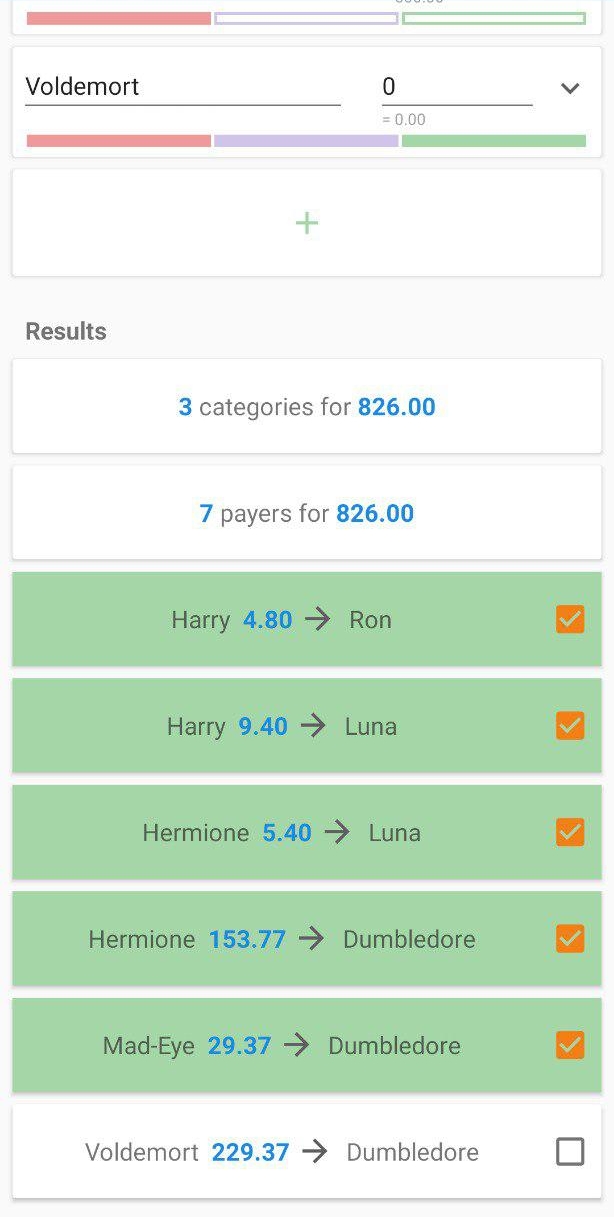 Voldemort 0
= 0.00
+
Results
3 categories for 826.00
7 payers for 826.00
Harry 4.80 → Ron
Harry 9.40 → Luna
Hermione 5.40 → Luna
Hermione 153.77 → Dumbledore
Mad-Eye 29.37 → Dumbledore
Voldemort 229.37 → Dumbledore